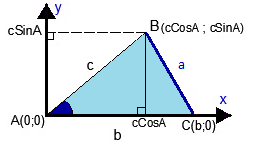 y
cSinA
B(cCosA ; cSinA)
c
a
x
A(0;0)
cCosA
C(b;0)
b